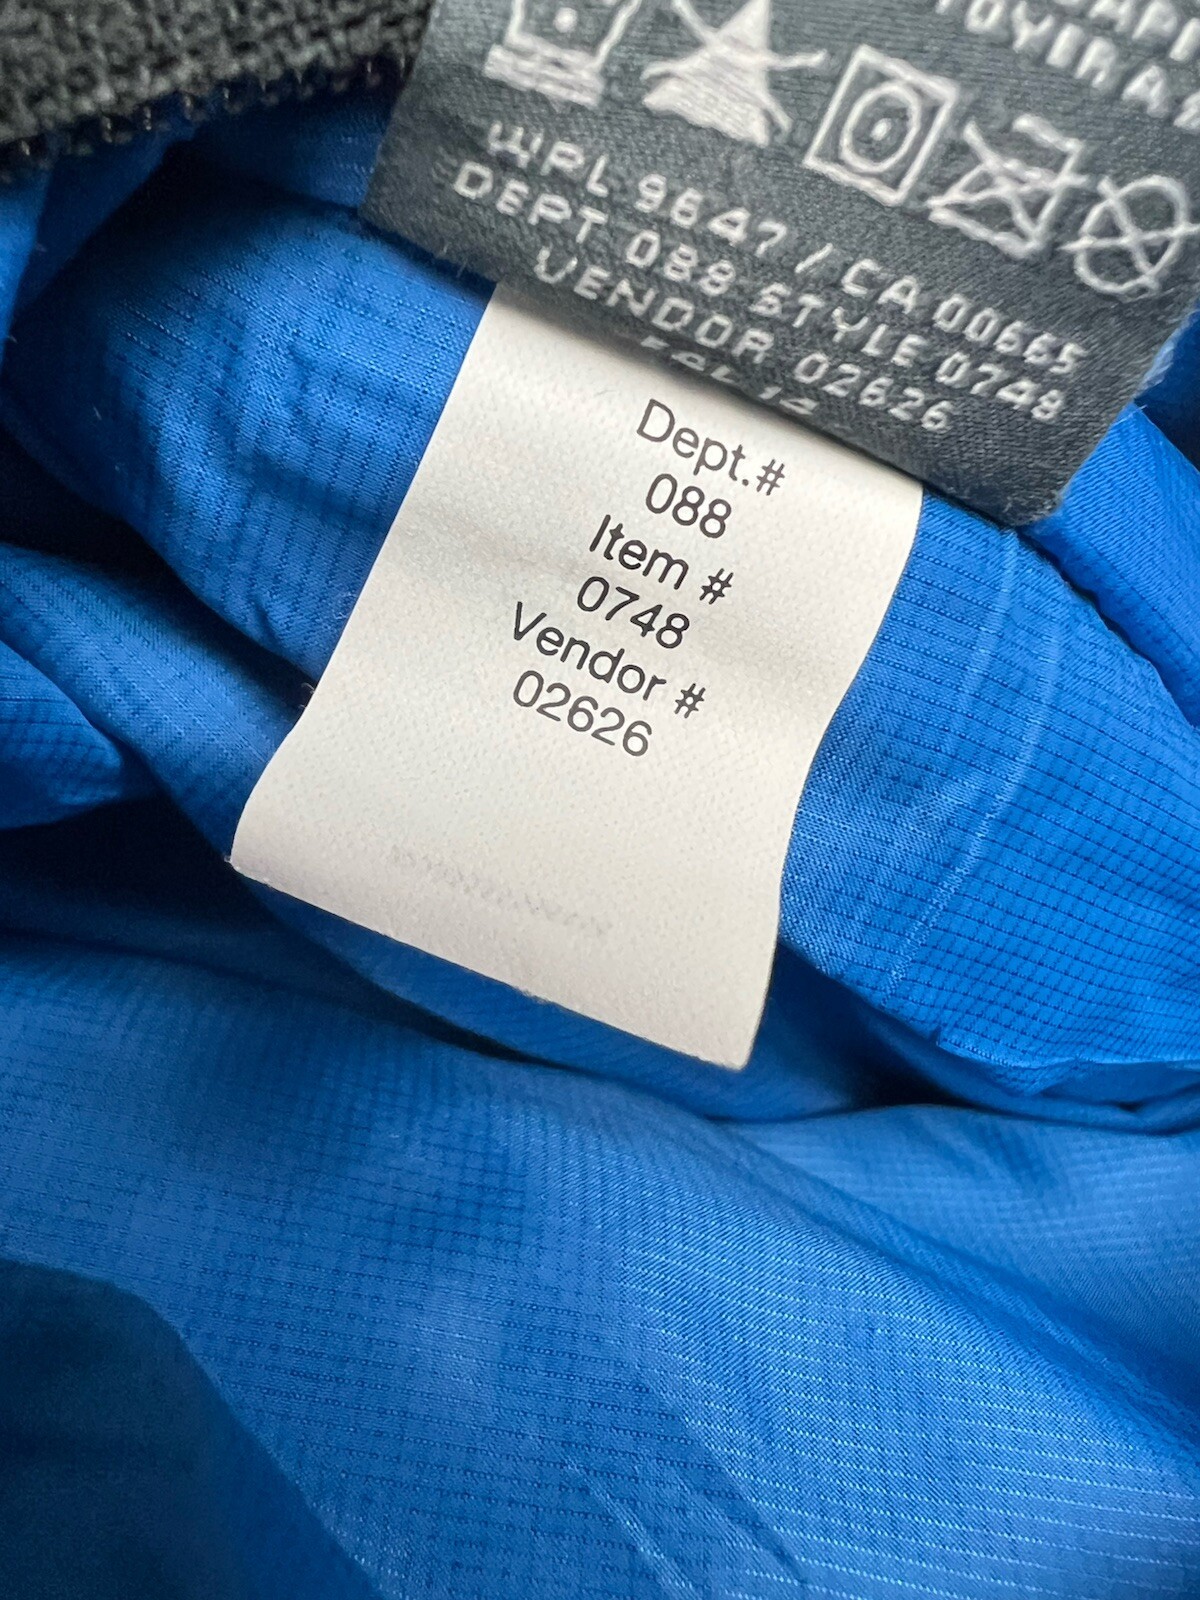 WPL 9647 / CA 00665
DEPT 088 STYLE 0748
VENDOR 02626
Dept.#
088
Item #
0748
Vendor #
02626